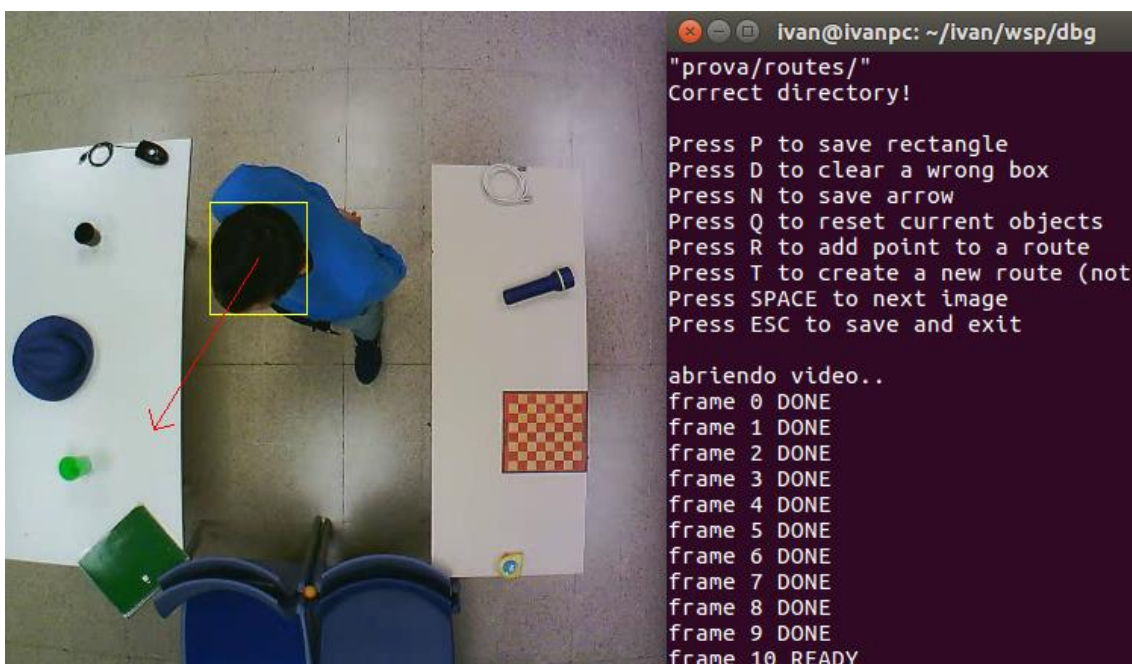 ivan@ivanpc: ~/ivan/wsp/dbg
"prova/routes/"
Correct directory!
Press P to save rectangle
Press D to clear a wrong box
Press N to save arrow
Press Q to reset current objects
Press R to add point to a route
Press T to create a new route (not
Press SPACE to next image
Press ESC to save and exit
abriendo video..
frame 0 DONE
frame 1 DONE
frame 2 DONE
frame 3 DONE
frame 4 DONE
frame 5 DONE
frame 6 DONE
frame 7 DONE
frame 8 DONE
frame 9 DONE
frame 10 READY